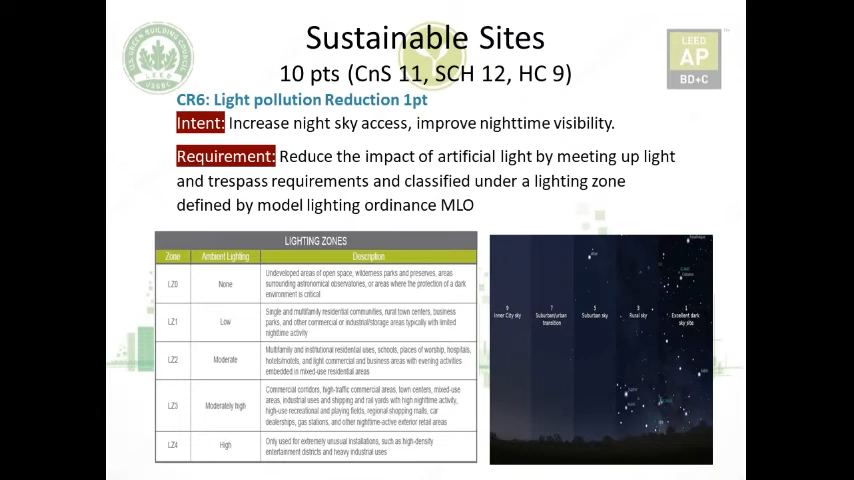 Sustainable Sites
10 pts (CnS 11, SCH 12, HC 9)
LEED
AP
BD+C
CR6: Light pollution Reduction 1pt
Intent: Increase night sky access, improve nighttime visibility.
Requirement: Reduce the impact of artificial light by meeting up light
and trespass requirements and classified under a lighting zone
defined by model lighting ordinance MLO
LIGHTING ZONES
Zone Ambient Lighting Description
LZ0 None Undeveloped areas of open space, wilderness parks and preserves, areas
surrounding astronomical observatories, or areas where the protection of a dark
environment is critical
LZ1 Low Single and multifamily residential communities, rural town centers, business
parks, and other commercial or industrial/storage areas typically with limited
nighttime activity
LZ2 Moderate Multifamily and institutional residential uses, schools, places of worship, hospitals,
hotels/motels, and light commercial and business areas with evening activities
embedded in mixed-use residential areas
LZ3 Moderately high Commercial corridors, high-traffic commercial areas, town centers, mixed-use
areas, industrial uses and shipping and rail yards with high nighttime activity,
high-use recreational and playing fields, regional shopping malls, car
dealerships, gas stations, and other nighttime-active exterior retail areas
LZ4 High Only used for extremely unusual installations, such as high-density
entertainment districts and heavy industrial uses
9 7 5 3 1
Inner City sky Suburban/urban Suburban sky Rural sky Excellent dark
transition sky site